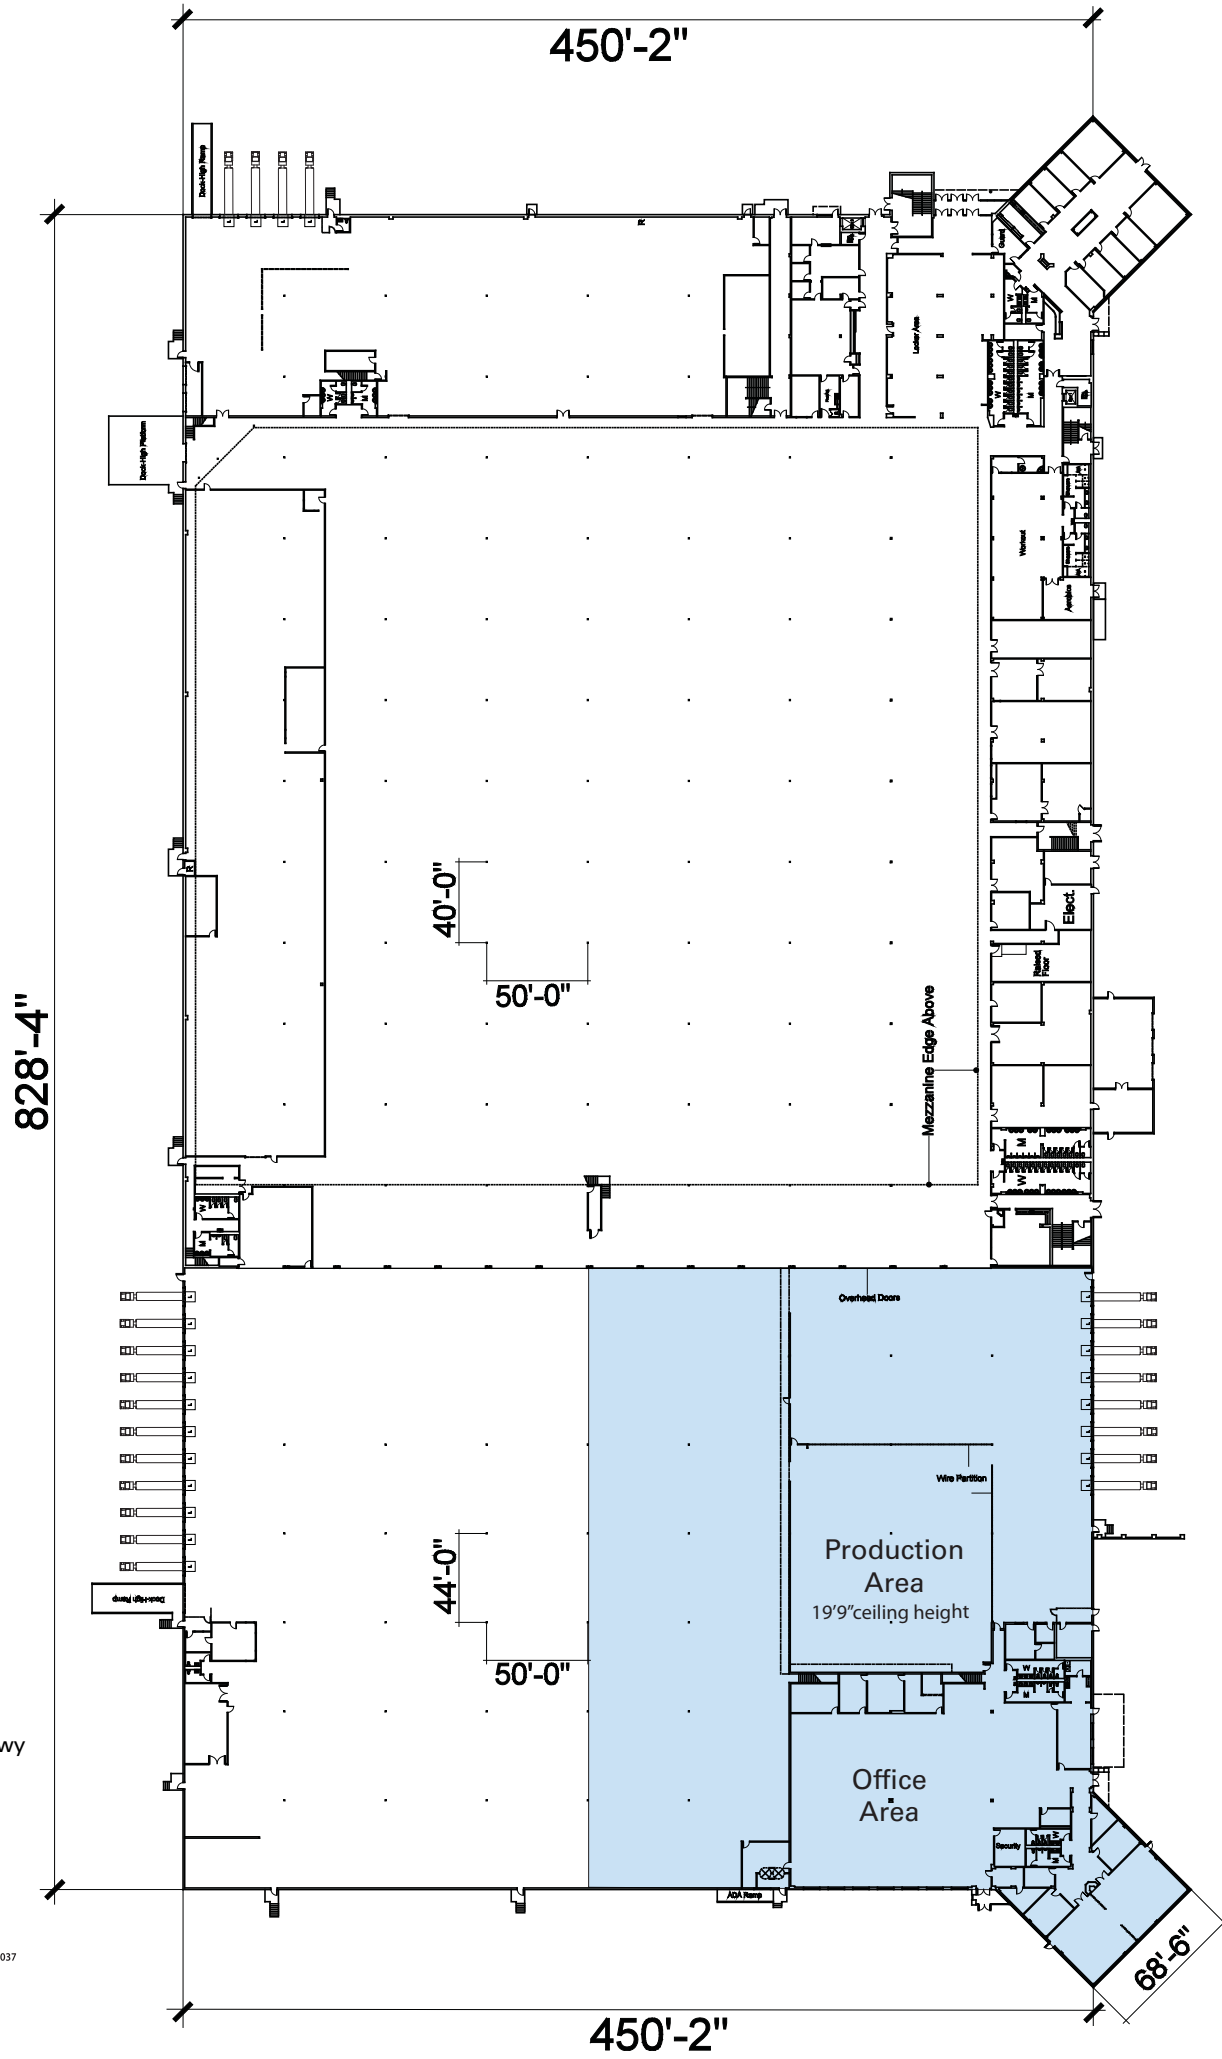 450'-2"
Dock-High Ramp
R
Guard
W
M
Locker Area
W
M
W
M
Dock-High Platform
Workout
Aerobics
R
40'-0"
50'-0"
Elect.
Raised
Floor
828'-4"
Mezzanine Edge Above
M
W
W
M
Overhead Doors
Wire Partition
44'-0"
50'-0"
Production
Area
19'9"ceiling height
Dock-High Ramp
W
M
wy
Office
Area
Security
W
M
ADA Ramp
037
68'-6"
450'-2"